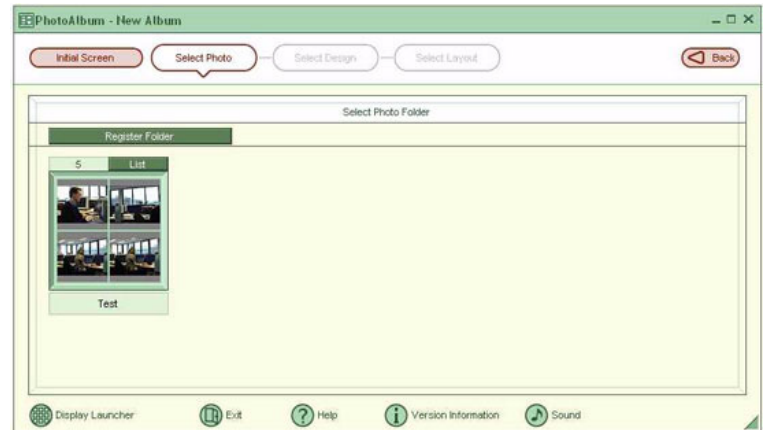 PhotoAlbum - New Album
Initial Screen Select Photo Select Design Select Layout Back
Select Photo Folder
Register Folder
5 List
Test
Display Launcher Exit Help Version Information Sound